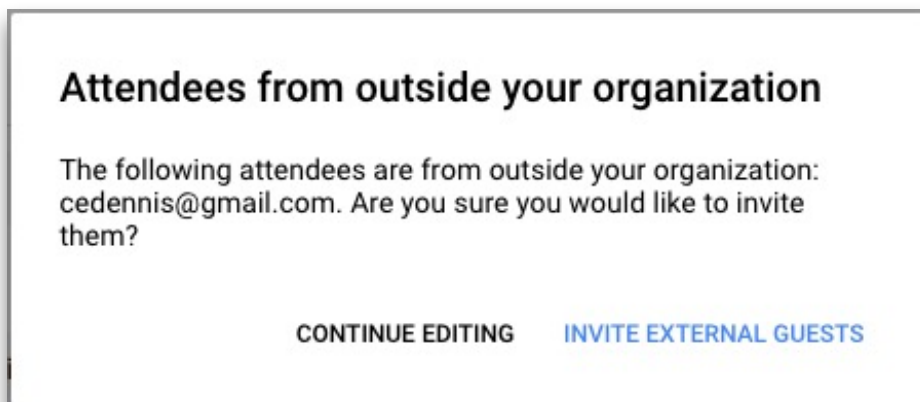 Attendees from outside your organization
The following attendees are from outside your organization:
cedennis@gmail.com. Are you sure you would like to invite
them?
CONTINUE EDITING INVITE EXTERNAL GUESTS